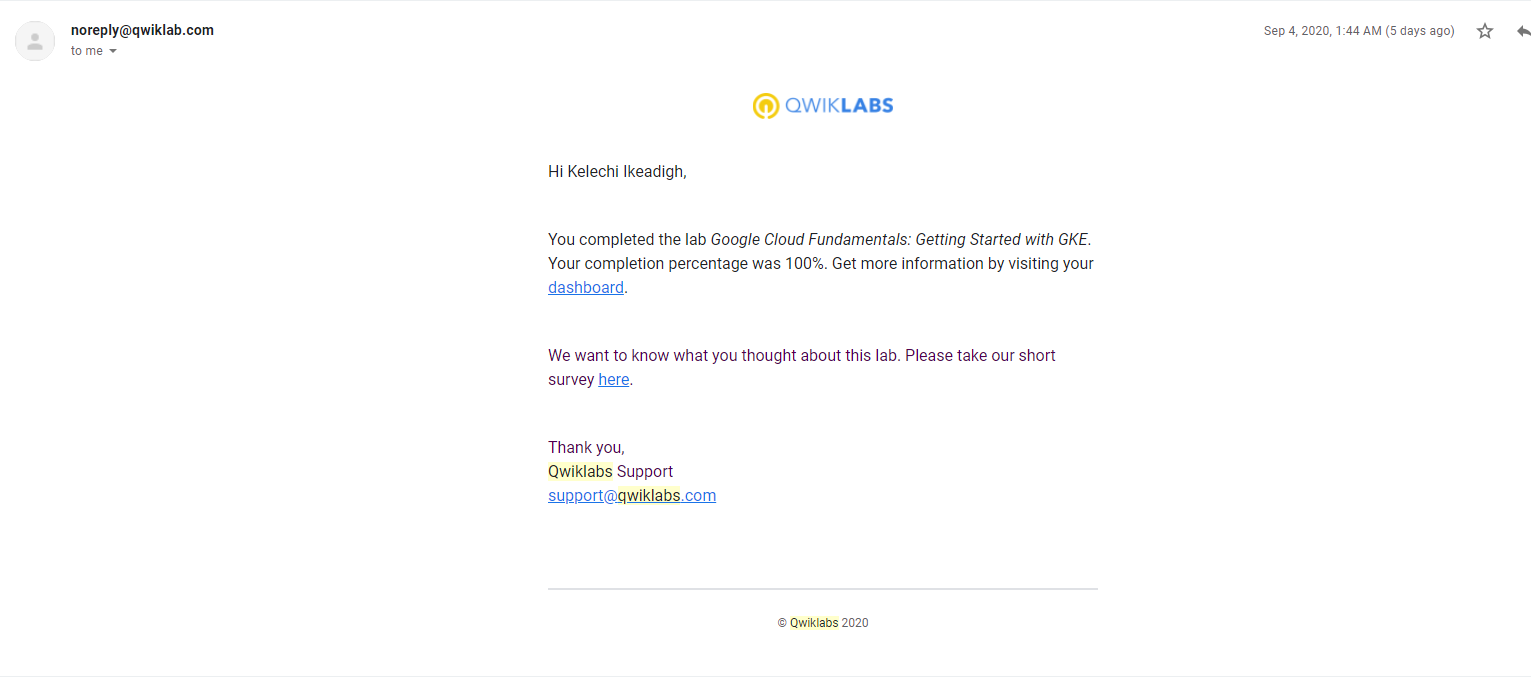 noreply@qwiklab.com
Sep 4, 2020, 1:44 AM (5 days ago)
to me
QWIKLABS
Hi Kelechi Ikeadigh,
You completed the lab Google Cloud Fundamentals: Getting Started with GKE.
Your completion percentage was 100%. Get more information by visiting your
dashboard.
We want to know what you thought about this lab. Please take our short
survey here.
Thank you,
Qwiklabs Support
support@qwiklabs.com
© Qwiklabs 2020